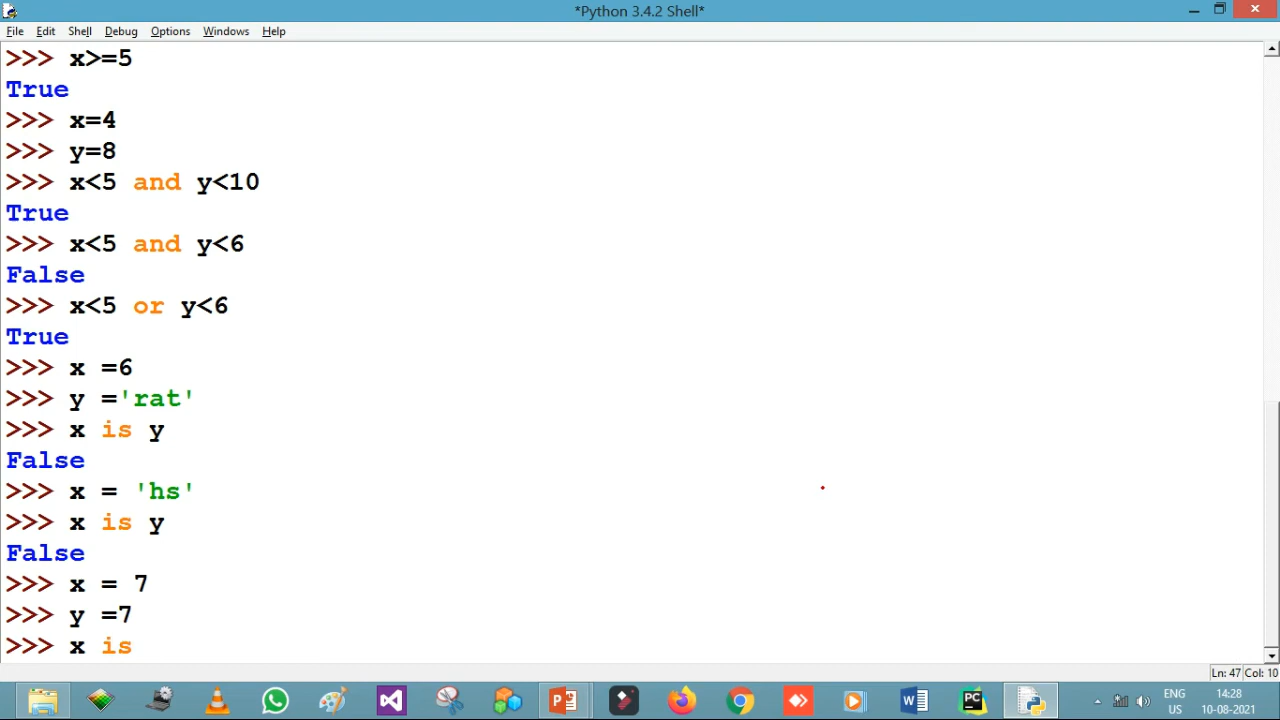 *Python 3.4.2 Shell*
File Edit Shell Debug Options Windows Help
>>> x>=5
True
>>> x=4
>>> y=8
>>> x<5 and y<10
True
>>> x<5 and y<6
False
>>> x<5 or y<6
True
>>> x =6
>>> y ='rat'
>>> x is y
False
>>> x = 'hs'
>>> x is y
False
>>> x = 7
>>> y =7
>>> x is
Ln: 47 Col: 10
ENG 14:28
US 10-08-2021